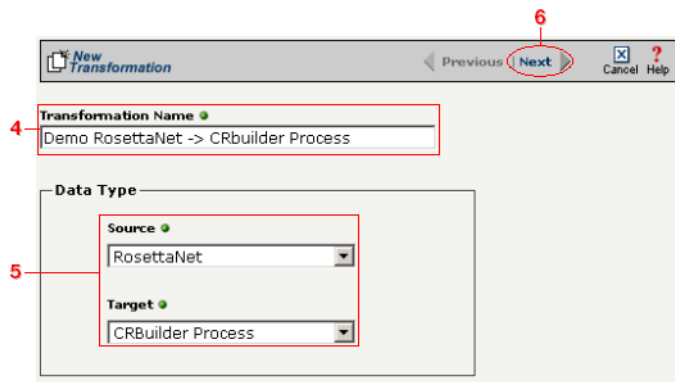 6
New
Transformation
Previous | Next
Cancel Help
Transformation Name
4
Demo RosettaNet -> CRbuilder Process
Data Type
Source
RosettaNet
5
Target
CRBuilder Process